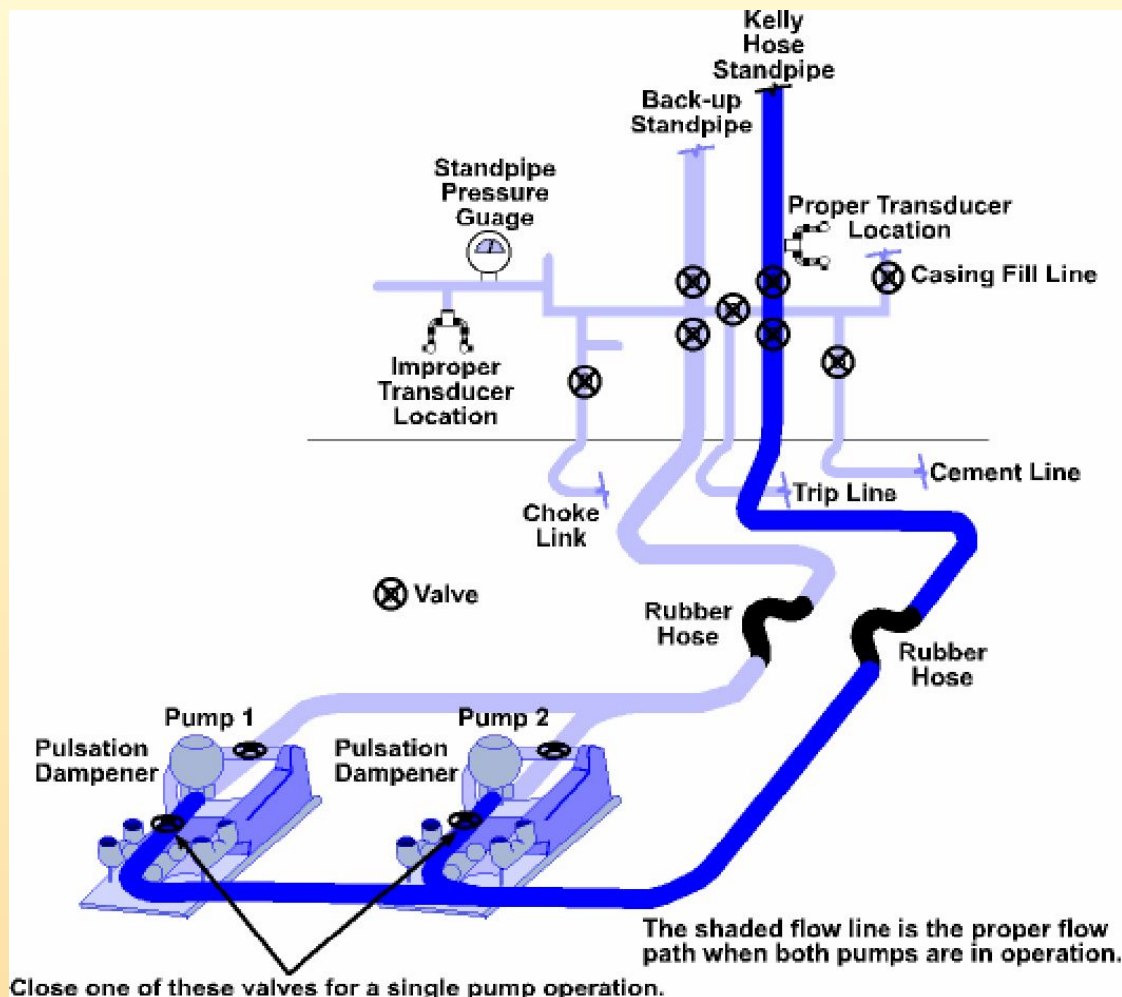 Kelly
Hose
Standpipe
Back-up
Standpipe
Standpipe
Pressure
Guage
Proper Transducer
Location
Casing Fill Line
Improper
Transducer
Location
Choke
Link
Trip Line
Cement Line
Valve
Rubber
Hose
Rubber
Hose
Pump 1
Pulsation
Dampener
Pump 2
Pulsation
Dampener
The shaded flow line is the proper flow
path when both pumps are in operation.
Close one of these valves for a single pump operation.